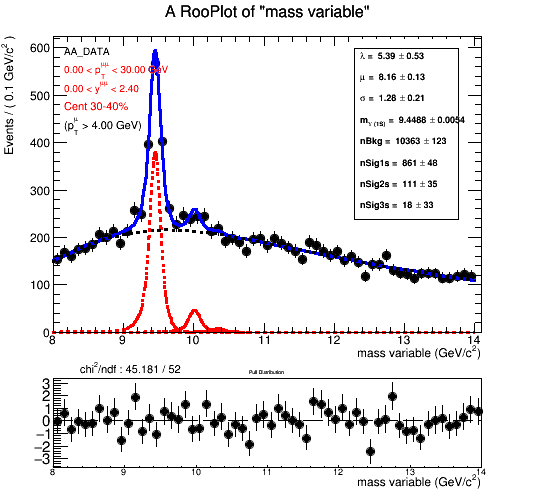 A RooPlot of "mass variable"
Events / ( 0.1 GeV/c² )
600
500
400
300
200
100
0
AA_DATA
0.00 < p_T^μμ < 30.00 GeV
0.00 < y^μμ < 2.40
Cent 30-40%
(p_T^μ > 4.00 GeV)
λ = 5.39 ± 0.53
μ = 8.16 ± 0.13
σ = 1.28 ± 0.21
m_ϒ (1S) = 9.4488 ± 0.0054
nBkg = 10363 ± 123
nSig1s = 861 ± 48
nSig2s = 111 ± 35
nSig3s = 18 ± 33
8 9 10 11 12 13 14
mass variable (GeV/c²)
chi²/ndf : 45.181 / 52
Pull Distribution
3
2
1
0
−1
−2
−3
8 9 10 11 12 13 14
mass variable (GeV/c²)